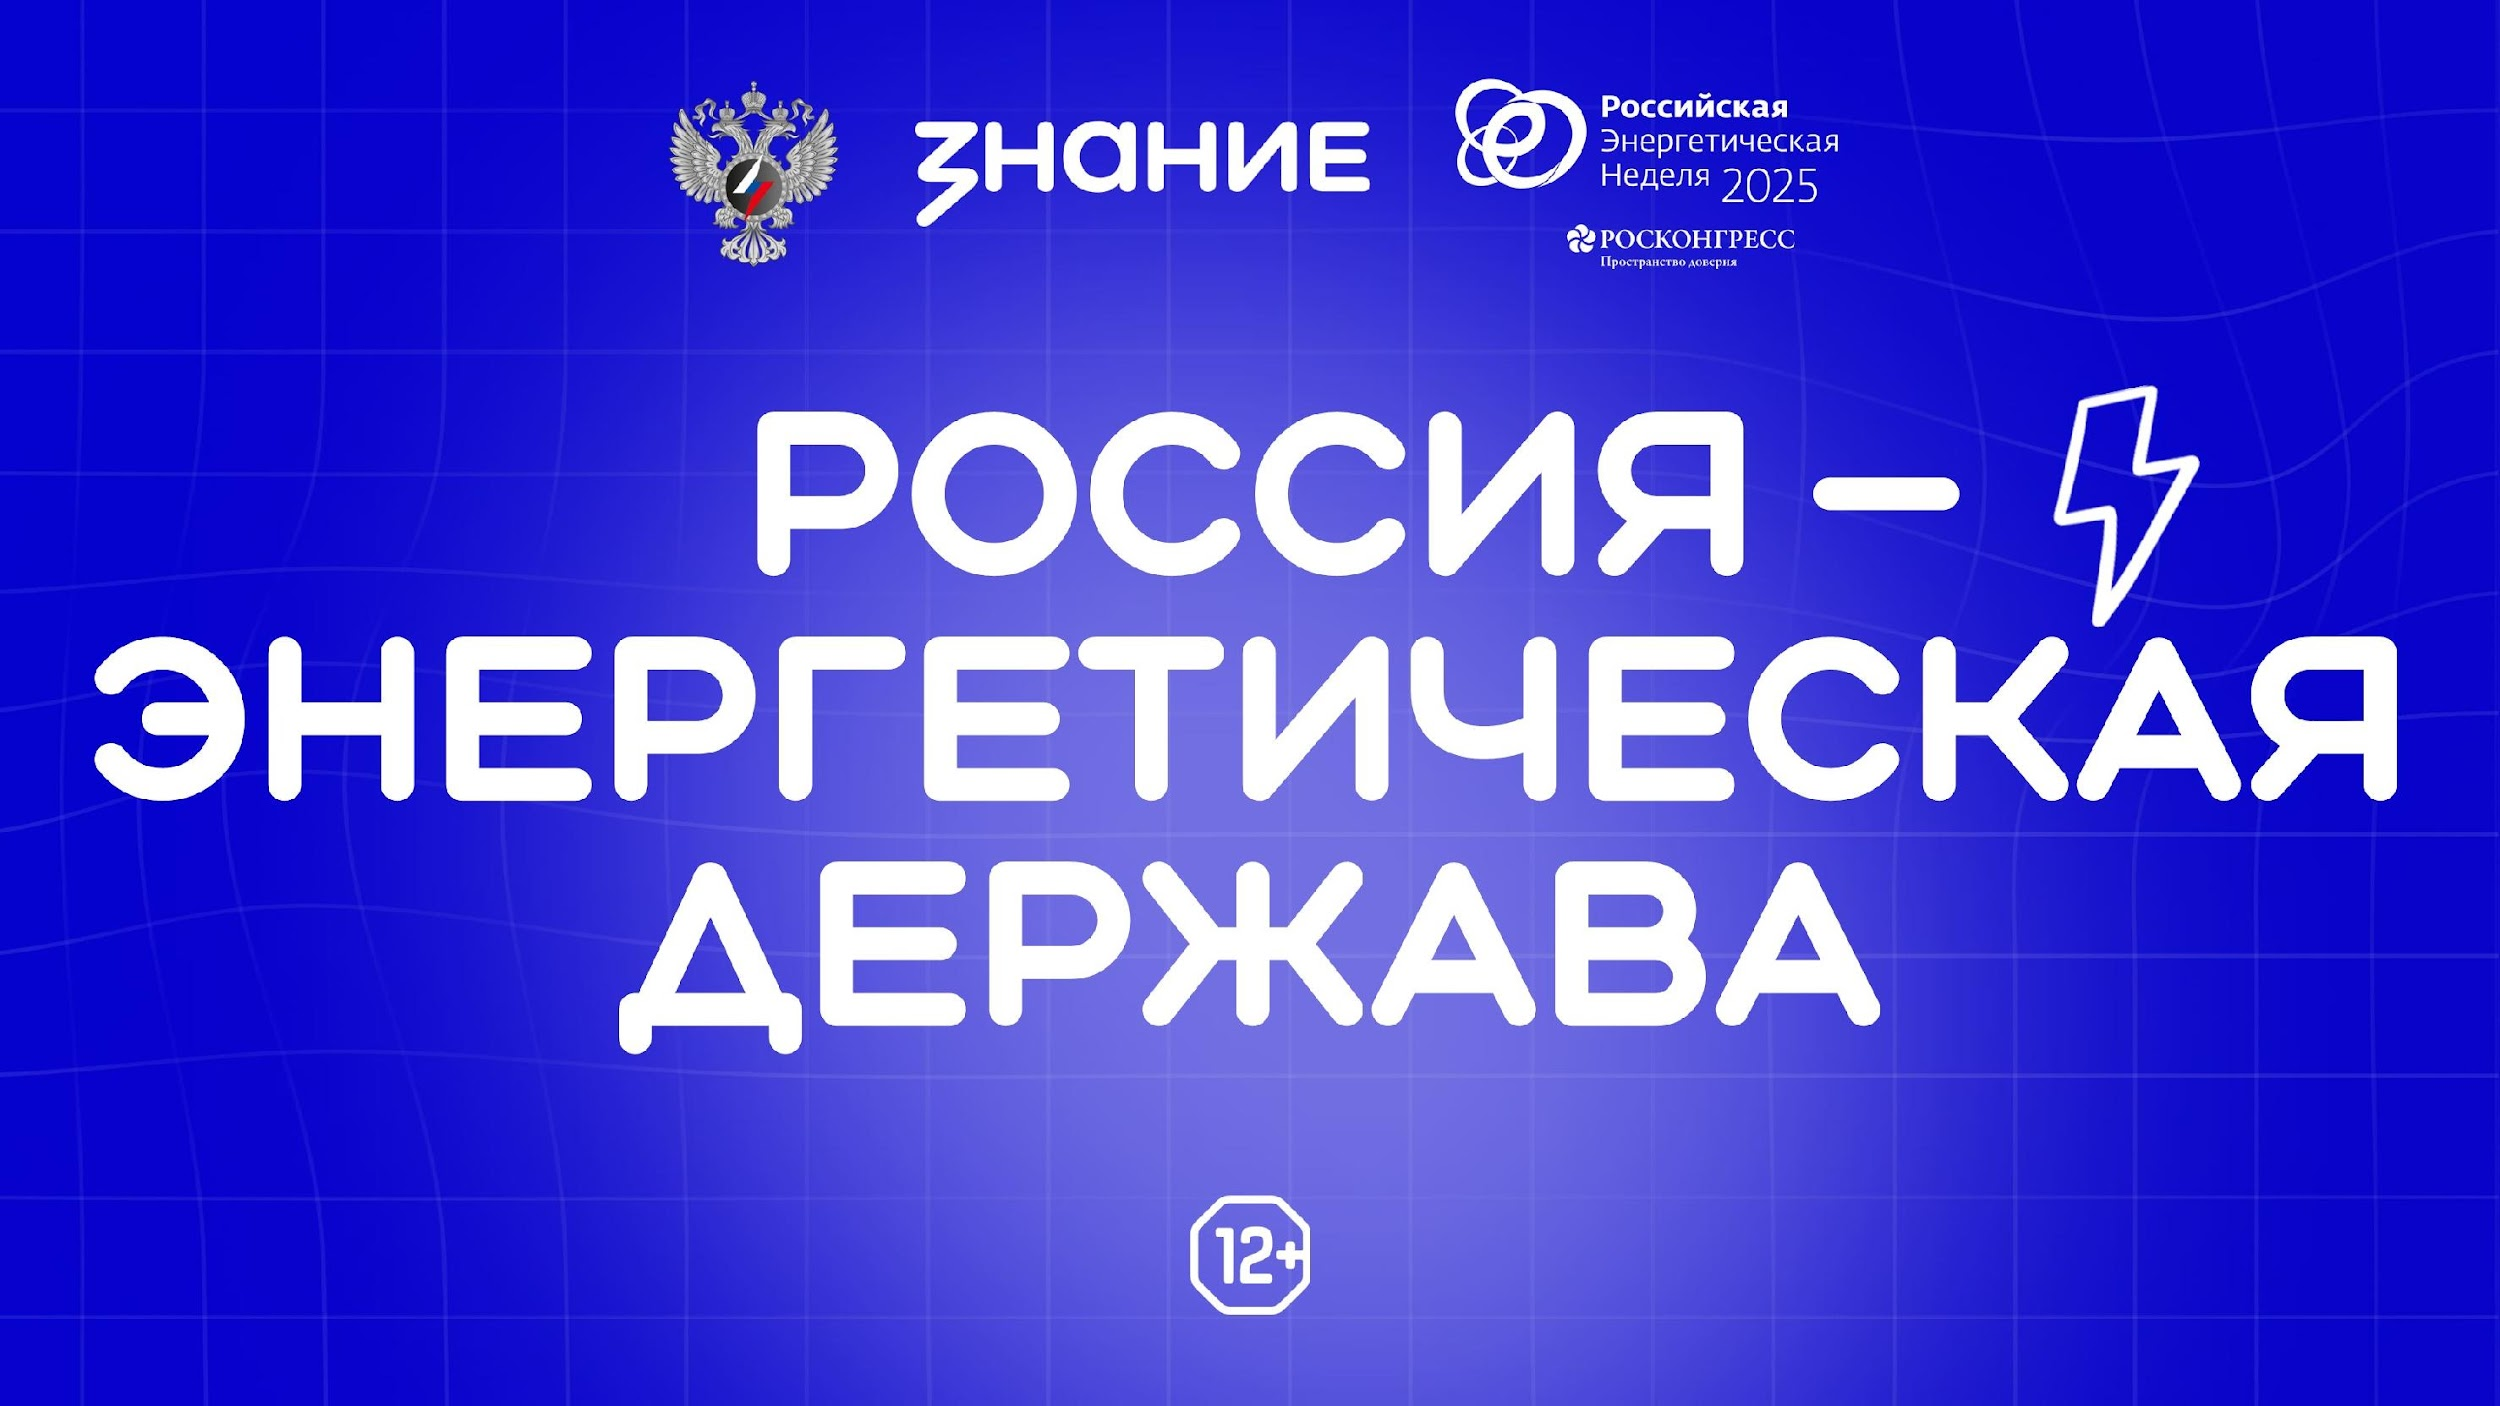 ЗНАНИЕ
Российская
Энергетическая
Неделя 2025
РОСКОНГРЕСС
Пространство доверия
РОССИЯ –
ЭНЕРГЕТИЧЕСКАЯ
ДЕРЖАВА
12+